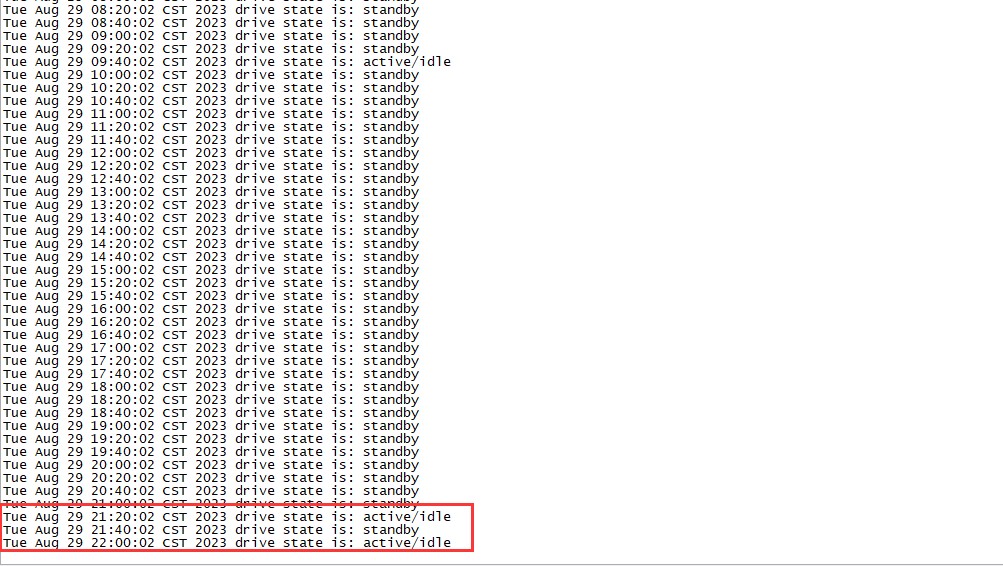 Tue Aug 29 08:20:02 CST 2023 drive state is: standby
Tue Aug 29 08:40:02 CST 2023 drive state is: standby
Tue Aug 29 09:00:02 CST 2023 drive state is: standby
Tue Aug 29 09:20:02 CST 2023 drive state is: standby
Tue Aug 29 09:40:02 CST 2023 drive state is: active/idle
Tue Aug 29 10:00:02 CST 2023 drive state is: standby
Tue Aug 29 10:20:02 CST 2023 drive state is: standby
Tue Aug 29 10:40:02 CST 2023 drive state is: standby
Tue Aug 29 11:00:02 CST 2023 drive state is: standby
Tue Aug 29 11:20:02 CST 2023 drive state is: standby
Tue Aug 29 11:40:02 CST 2023 drive state is: standby
Tue Aug 29 12:00:02 CST 2023 drive state is: standby
Tue Aug 29 12:20:02 CST 2023 drive state is: standby
Tue Aug 29 12:40:02 CST 2023 drive state is: standby
Tue Aug 29 13:00:02 CST 2023 drive state is: standby
Tue Aug 29 13:20:02 CST 2023 drive state is: standby
Tue Aug 29 13:40:02 CST 2023 drive state is: standby
Tue Aug 29 14:00:02 CST 2023 drive state is: standby
Tue Aug 29 14:20:02 CST 2023 drive state is: standby
Tue Aug 29 14:40:02 CST 2023 drive state is: standby
Tue Aug 29 15:00:02 CST 2023 drive state is: standby
Tue Aug 29 15:20:02 CST 2023 drive state is: standby
Tue Aug 29 15:40:02 CST 2023 drive state is: standby
Tue Aug 29 16:00:02 CST 2023 drive state is: standby
Tue Aug 29 16:20:02 CST 2023 drive state is: standby
Tue Aug 29 16:40:02 CST 2023 drive state is: standby
Tue Aug 29 17:00:02 CST 2023 drive state is: standby
Tue Aug 29 17:20:02 CST 2023 drive state is: standby
Tue Aug 29 17:40:02 CST 2023 drive state is: standby
Tue Aug 29 18:00:02 CST 2023 drive state is: standby
Tue Aug 29 18:20:02 CST 2023 drive state is: standby
Tue Aug 29 18:40:02 CST 2023 drive state is: standby
Tue Aug 29 19:00:02 CST 2023 drive state is: standby
Tue Aug 29 19:20:02 CST 2023 drive state is: standby
Tue Aug 29 19:40:02 CST 2023 drive state is: standby
Tue Aug 29 20:00:02 CST 2023 drive state is: standby
Tue Aug 29 20:20:02 CST 2023 drive state is: standby
Tue Aug 29 20:40:02 CST 2023 drive state is: standby
Tue Aug 29 21:00:02 CST 2023 drive state is: standby
Tue Aug 29 21:20:02 CST 2023 drive state is: active/idle
Tue Aug 29 21:40:02 CST 2023 drive state is: standby
Tue Aug 29 22:00:02 CST 2023 drive state is: active/idle